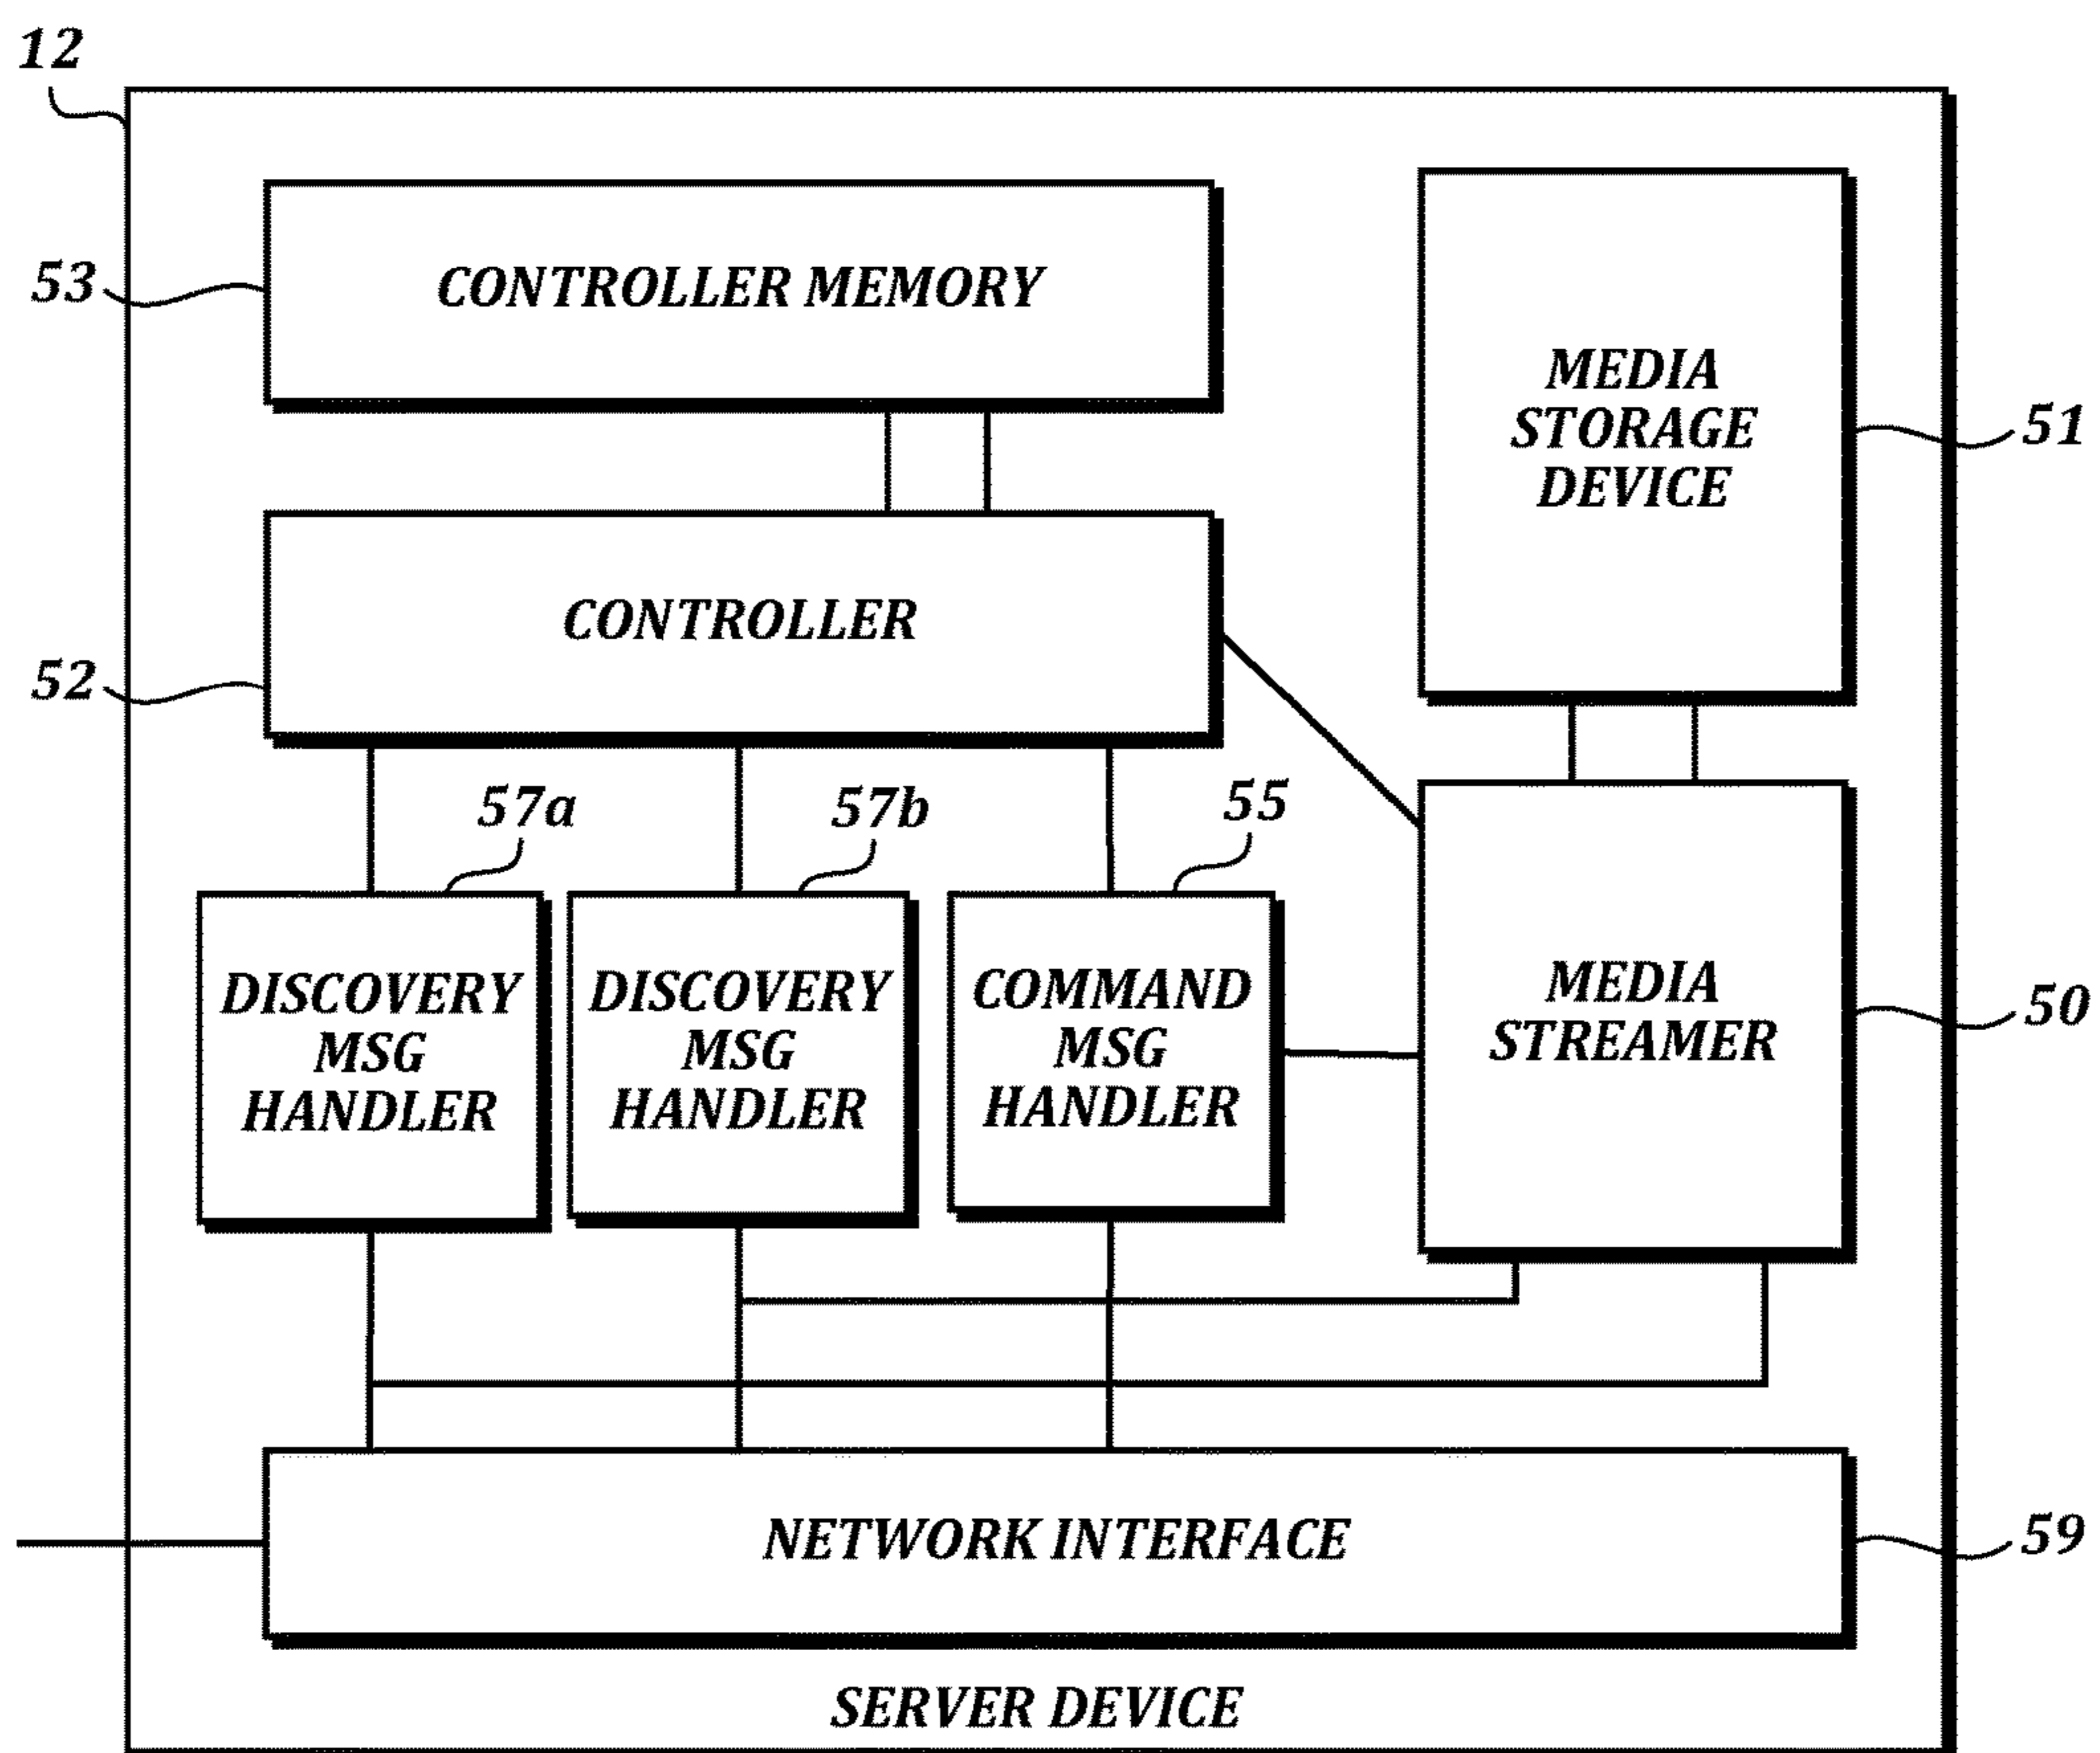 12
CONTROLLER MEMORY
53
MEDIA
STORAGE
DEVICE
51
CONTROLLER
52
57a
57b
55
DISCOVERY
MSG
HANDLER
DISCOVERY
MSG
HANDLER
COMMAND
MSG
HANDLER
MEDIA
STREAMER
50
NETWORK INTERFACE
59
SERVER DEVICE